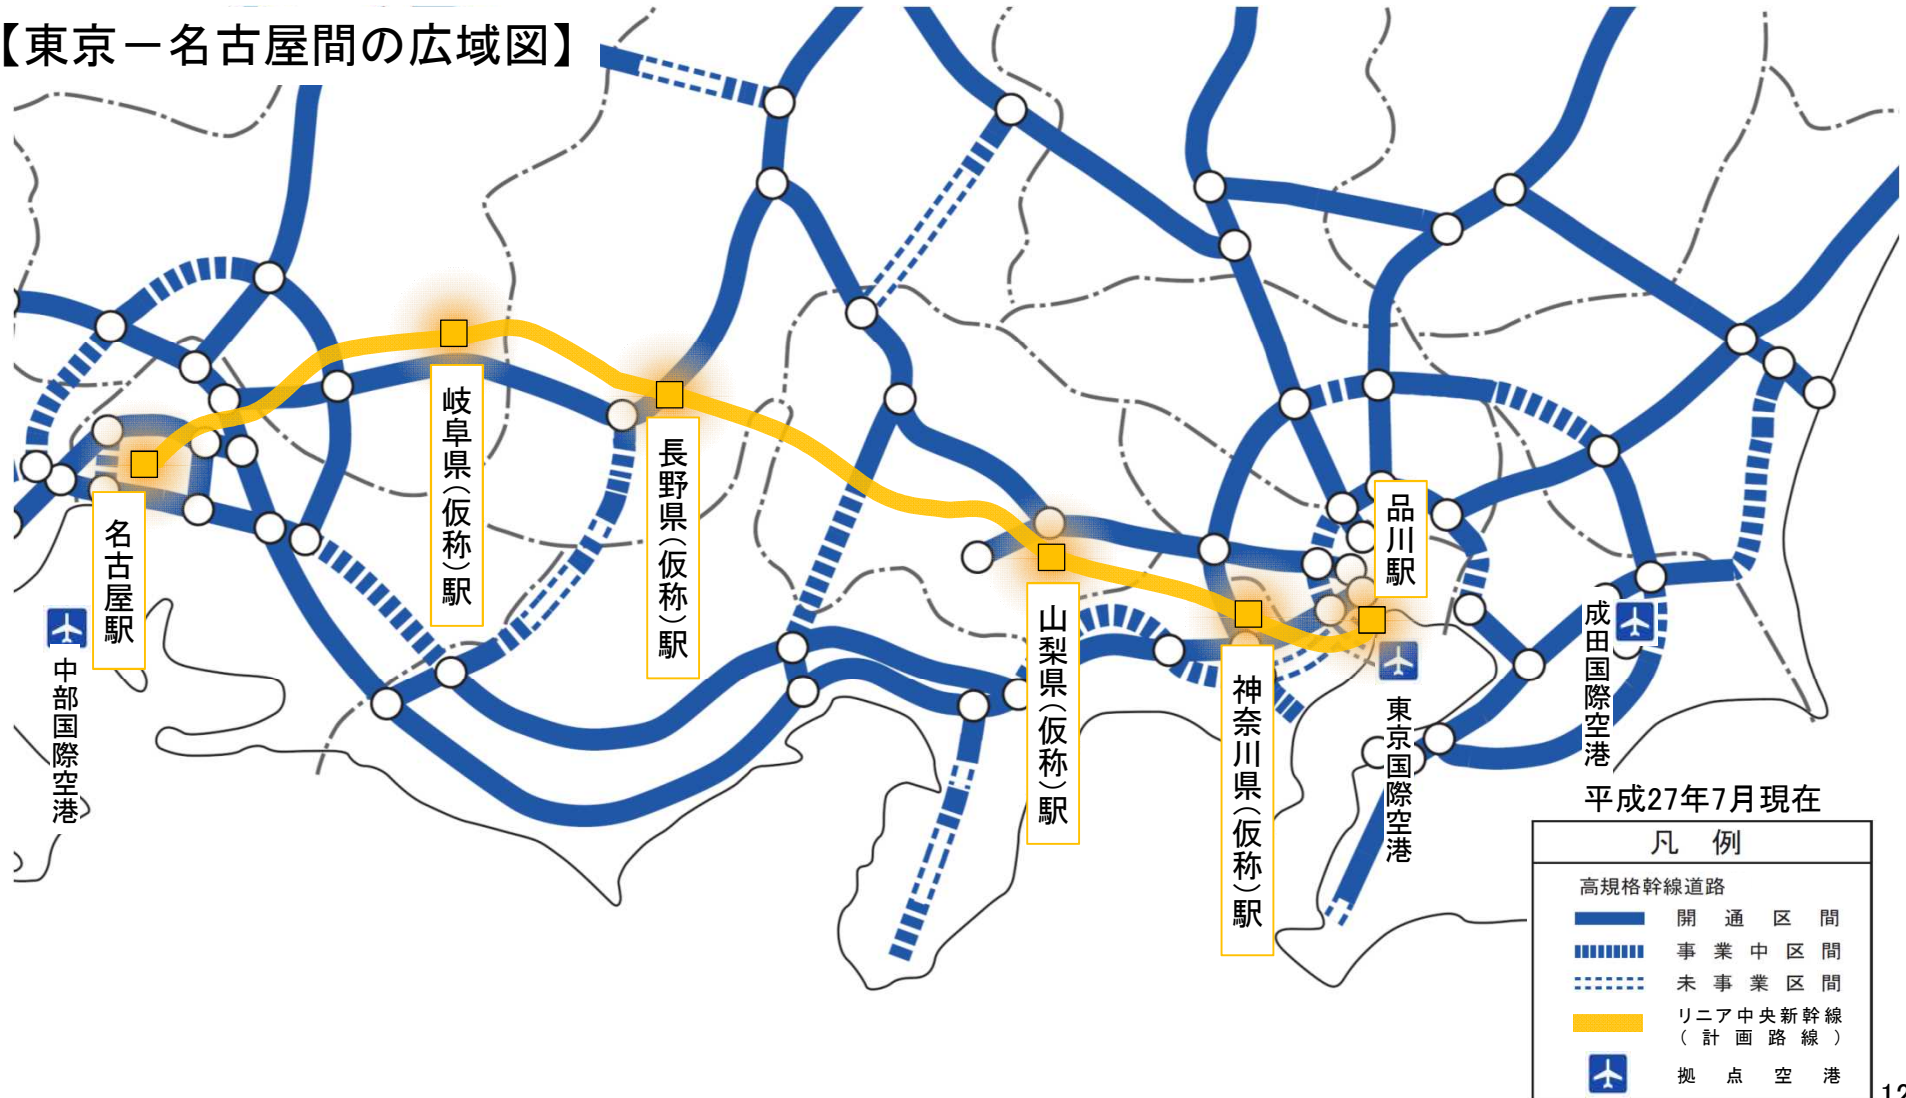 【東京－名古屋間の広域図】
岐阜県（仮称）駅
長野県（仮称）駅
品川駅
名古屋駅
山梨県（仮称）駅
神奈川県（仮称）駅
成田国際空港
中部国際空港
東京国際空港
平成27年7月現在
凡 例
高規格幹線道路
開通区間
事業中区間
未事業区間
リニア中央新幹線
（計画路線）
拠点空港
12